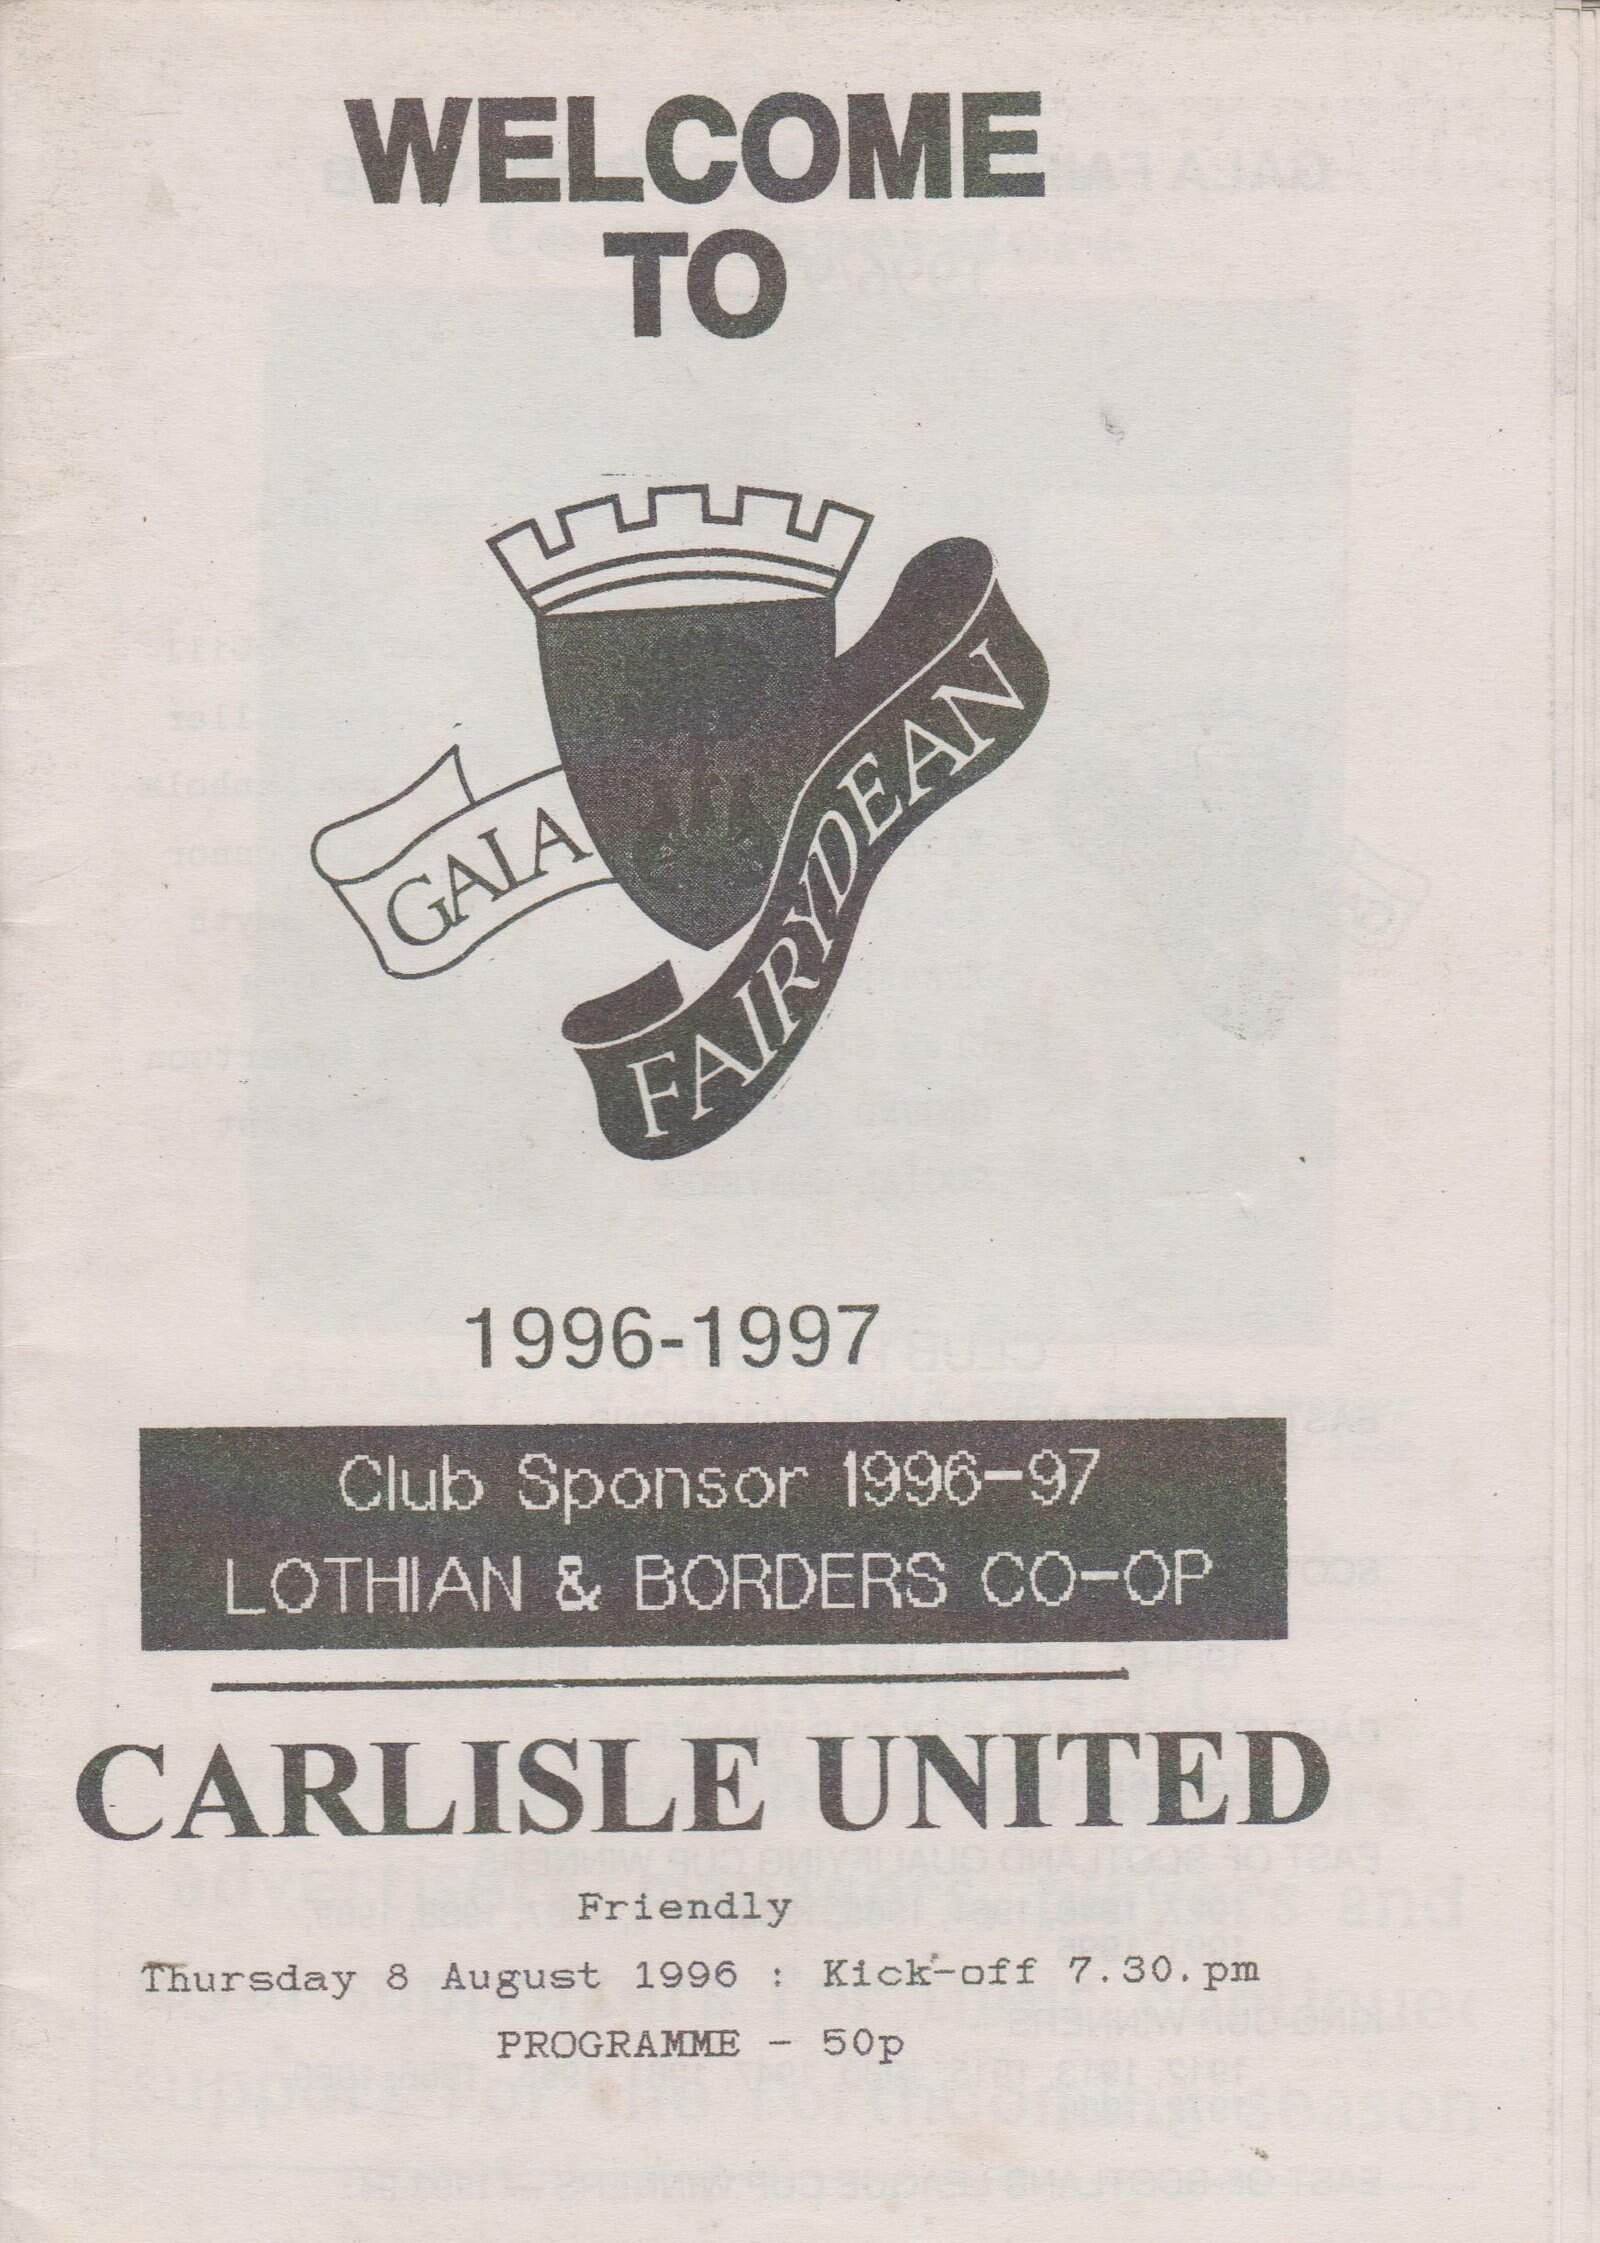 WELCOME
TO
GALA
FAIRYDEAN
1996-1997
Club Sponsor 1996-97
LOTHIAN & BORDERS CO-OP
CARLISLE UNITED
Friendly
Thursday 8 August 1996 : Kick-off 7.30.pm
PROGRAMME - 50p